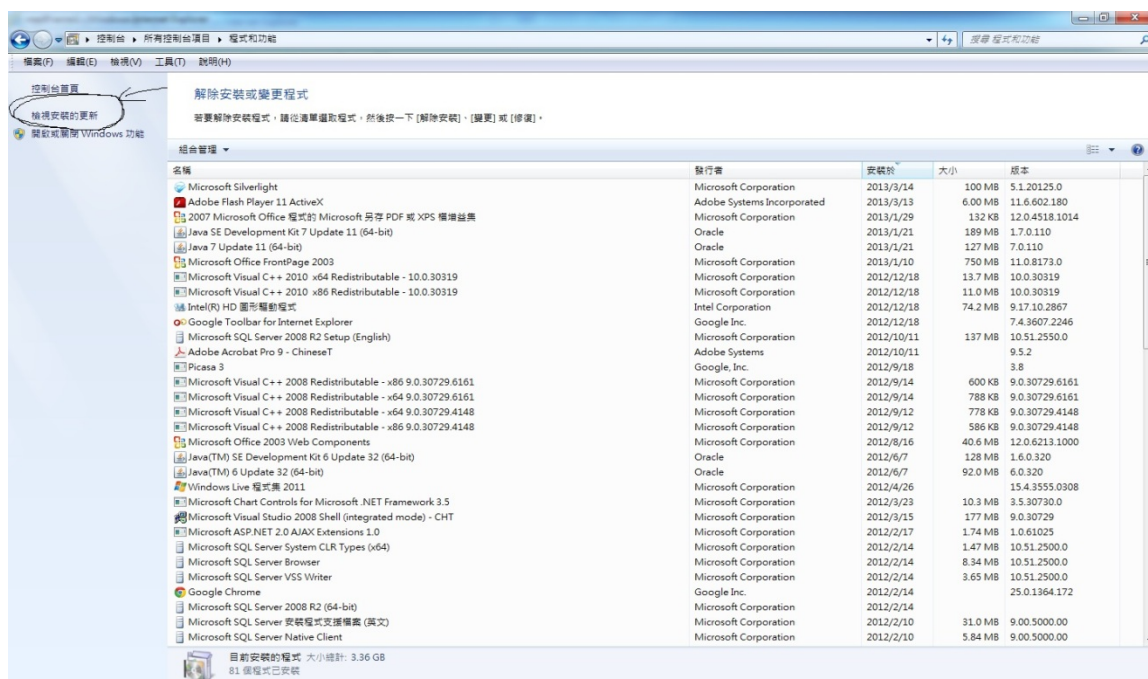 控制台 ▸ 所有控制台項目 ▸ 程式和功能
搜尋 程式和功能
檔案(F) 編輯(E) 檢視(V) 工具(T) 說明(H)
控制台首頁
檢視安裝的更新
開啟或關閉 Windows 功能
解除安裝或變更程式
若要解除安裝程式，請從清單選取程式，然後按一下 [解除安裝]、[變更] 或 [修復]。
組合管理
名稱 發行者 安裝於 大小 版本
Microsoft Silverlight Microsoft Corporation 2013/3/14 100 MB 5.1.20125.0
Adobe Flash Player 11 ActiveX Adobe Systems Incorporated 2013/3/13 6.00 MB 11.6.602.180
2007 Microsoft Office 程式的 Microsoft 另存 PDF 或 XPS 檔增益集 Microsoft Corporation 2013/1/29 132 KB 12.0.4518.1014
Java SE Development Kit 7 Update 11 (64-bit) Oracle 2013/1/21 189 MB 1.7.0.110
Java 7 Update 11 (64-bit) Oracle 2013/1/21 127 MB 7.0.110
Microsoft Office FrontPage 2003 Microsoft Corporation 2013/1/10 750 MB 11.0.8173.0
Microsoft Visual C++ 2010 x64 Redistributable - 10.0.30319 Microsoft Corporation 2012/12/18 13.7 MB 10.0.30319
Microsoft Visual C++ 2010 x86 Redistributable - 10.0.30319 Microsoft Corporation 2012/12/18 11.0 MB 10.0.30319
Intel(R) HD 圖形驅動程式 Intel Corporation 2012/12/18 74.2 MB 9.17.10.2867
Google Toolbar for Internet Explorer Google Inc. 2012/12/18 7.4.3607.2246
Microsoft SQL Server 2008 R2 Setup (English) Microsoft Corporation 2012/10/11 137 MB 10.51.2550.0
Adobe Acrobat Pro 9 - ChineseT Adobe Systems 2012/10/11 9.5.2
Picasa 3 Google, Inc. 2012/9/18 3.8
Microsoft Visual C++ 2008 Redistributable - x86 9.0.30729.6161 Microsoft Corporation 2012/9/14 600 KB 9.0.30729.6161
Microsoft Visual C++ 2008 Redistributable - x64 9.0.30729.6161 Microsoft Corporation 2012/9/14 788 KB 9.0.30729.6161
Microsoft Visual C++ 2008 Redistributable - x64 9.0.30729.4148 Microsoft Corporation 2012/9/12 778 KB 9.0.30729.4148
Microsoft Visual C++ 2008 Redistributable - x86 9.0.30729.4148 Microsoft Corporation 2012/9/12 586 KB 9.0.30729.4148
Microsoft Office 2003 Web Components Microsoft Corporation 2012/8/16 40.6 MB 12.0.6213.1000
Java(TM) SE Development Kit 6 Update 32 (64-bit) Oracle 2012/6/7 128 MB 1.6.0.320
Java(TM) 6 Update 32 (64-bit) Oracle 2012/6/7 92.0 MB 6.0.320
Windows Live 程式集 2011 Microsoft Corporation 2012/4/26 15.4.3555.0308
Microsoft Chart Controls for Microsoft .NET Framework 3.5 Microsoft Corporation 2012/3/23 10.3 MB 3.5.30730.0
Microsoft Visual Studio 2008 Shell (integrated mode) - CHT Microsoft Corporation 2012/3/15 177 MB 9.0.30729
Microsoft ASP.NET 2.0 AJAX Extensions 1.0 Microsoft Corporation 2012/2/17 1.74 MB 1.0.61025
Microsoft SQL Server System CLR Types (x64) Microsoft Corporation 2012/2/14 1.47 MB 10.51.2500.0
Microsoft SQL Server Browser Microsoft Corporation 2012/2/14 8.34 MB 10.51.2500.0
Microsoft SQL Server VSS Writer Microsoft Corporation 2012/2/14 3.65 MB 10.51.2500.0
Google Chrome Google Inc. 2012/2/14 25.0.1364.172
Microsoft SQL Server 2008 R2 (64-bit) Microsoft Corporation 2012/2/14
Microsoft SQL Server 安裝程式支援檔案 (英文) Microsoft Corporation 2012/2/10 31.0 MB 9.00.5000.00
Microsoft SQL Server Native Client Microsoft Corporation 2012/2/10 5.84 MB 9.00.5000.00
目前安裝的程式 大小總計: 3.36 GB
81 個程式已安裝